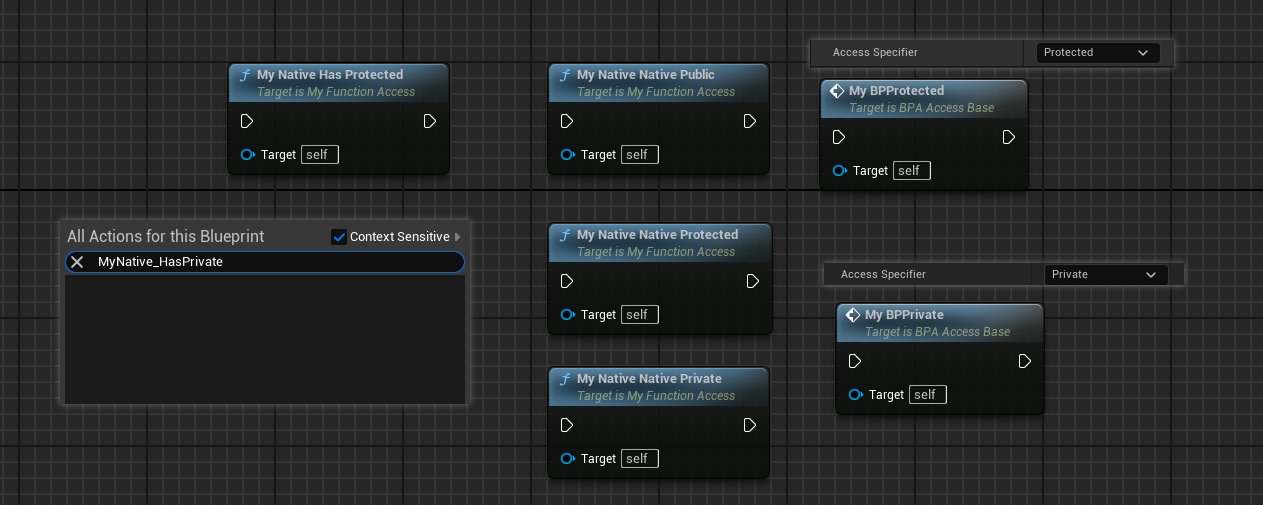 Access Specifier Protected
My Native Has Protected
Target is My Function Access
Target self
My Native Native Public
Target is My Function Access
Target self
My BPProtected
Target is BPA Access Base
Target self
All Actions for this Blueprint Context Sensitive
MyNative_HasPrivate
My Native Native Protected
Target is My Function Access
Target self
Access Specifier Private
My BPPrivate
Target is BPA Access Base
Target self
My Native Native Private
Target is My Function Access
Target self